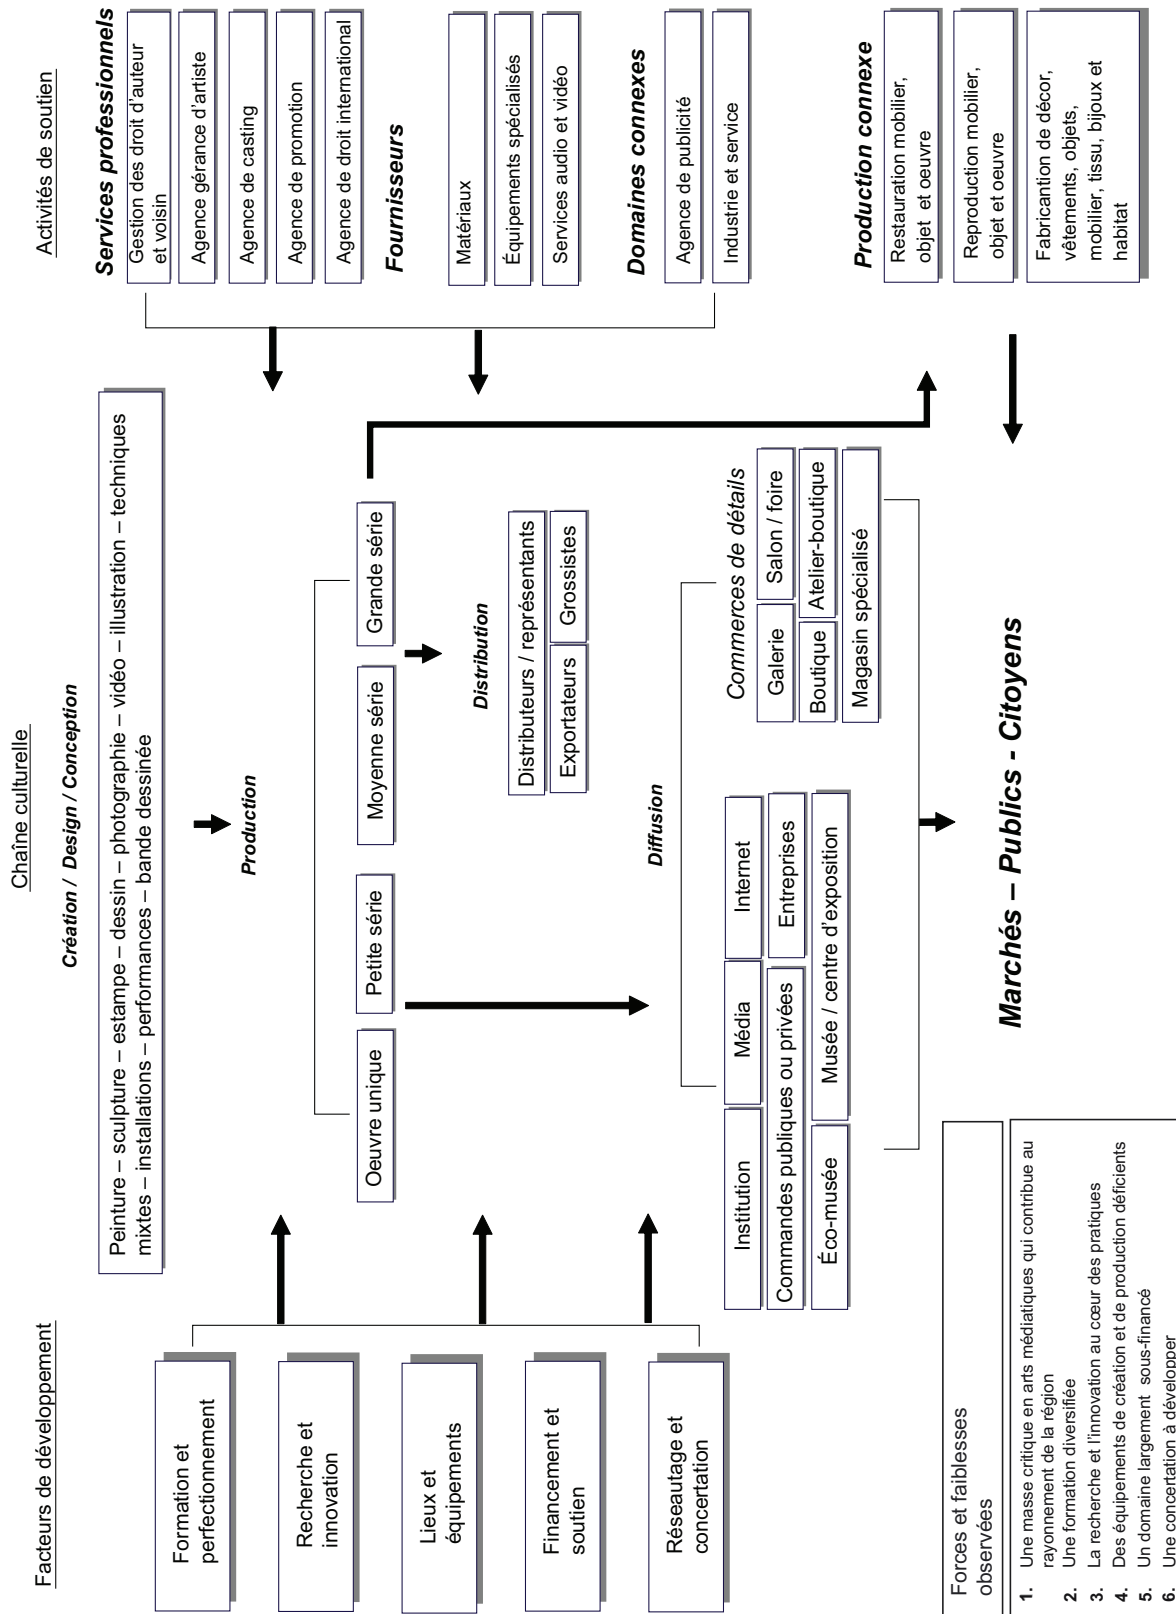 Facteurs de développement
Chaîne culturelle
Activités de soutien
Formation et
perfectionnement
Recherche et
innovation
Lieux et
équipements
Financement et
soutien
Réseautage et
concertation
Création / Design / Conception
Peinture – sculpture – estampe – dessin – photographie – vidéo – illustration – techniques
mixtes – installations – performances – bande dessinée
Production
Oeuvre unique
Petite série
Moyenne série
Grande série
Distribution
Distributeurs / représentants
Exportateurs
Grossistes
Diffusion
Institution
Média
Internet
Commandes publiques ou privées
Entreprises
Éco-musée
Musée / centre d'exposition
Commerces de détails
Galerie
Salon / foire
Boutique
Atelier-boutique
Magasin spécialisé
Marchés – Publics - Citoyens
Services professionnels
Gestion des droit d'auteur
et voisin
Agence gérance d'artiste
Agence de casting
Agence de promotion
Agence de droit international
Fournisseurs
Matériaux
Équipements spécialisés
Services audio et vidéo
Domaines connexes
Agence de publicité
Industrie et service
Production connexe
Restauration mobilier,
objet et oeuvre
Reproduction mobilier,
objet et oeuvre
Fabricantion de décor,
vêtements, objets,
mobilier, tissu, bijoux et
habitat
Forces et faiblesses
observées
1. Une masse critique en arts médiatiques qui contribue au
rayonnement de la région
2. Une formation diversifiée
3. La recherche et l'innovation au cœur des pratiques
4. Des équipements de création et de production déficients
5. Un domaine largement sous-financé
6. Une concertation à développer